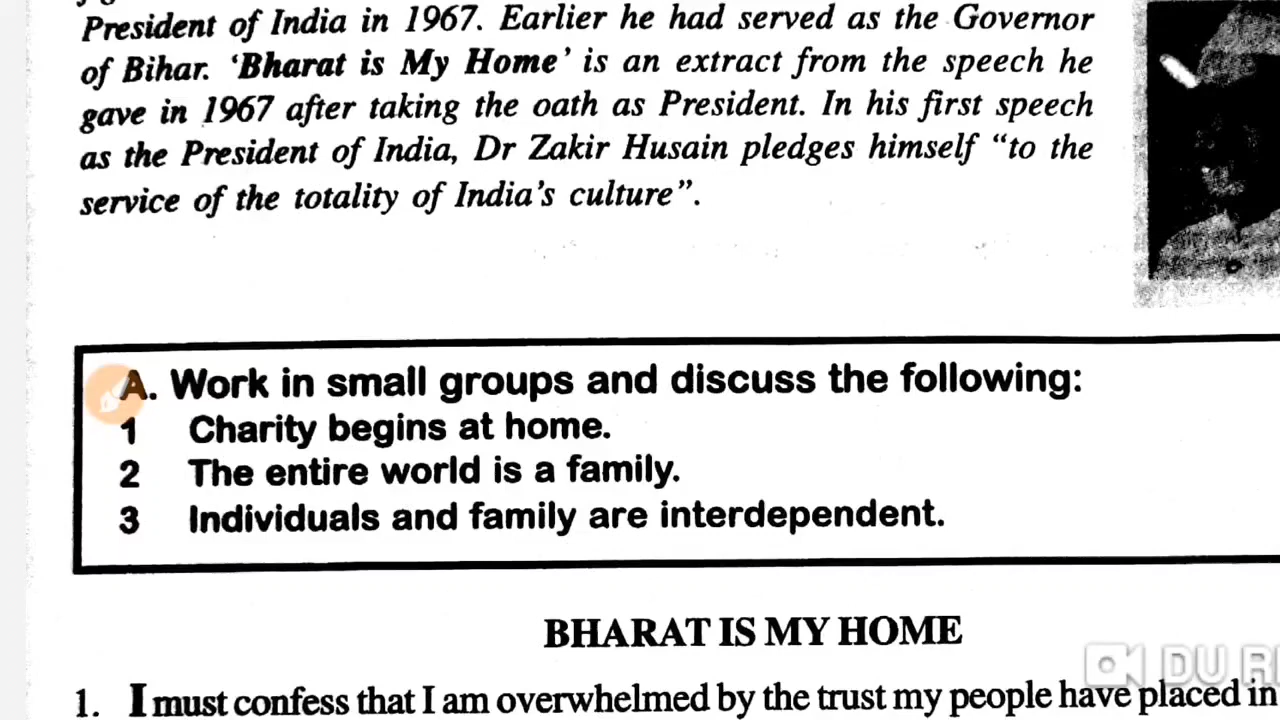 President of India in 1967. Earlier he had served as the Governor
of Bihar. ‘Bharat is My Home’ is an extract from the speech he
gave in 1967 after taking the oath as President. In his first speech
as the President of India, Dr Zakir Husain pledges himself “to the
service of the totality of India’s culture”.
A. Work in small groups and discuss the following:
1 Charity begins at home.
2 The entire world is a family.
3 Individuals and family are interdependent.
BHARAT IS MY HOME
1. I must confess that I am overwhelmed by the trust my people have placed in
DU